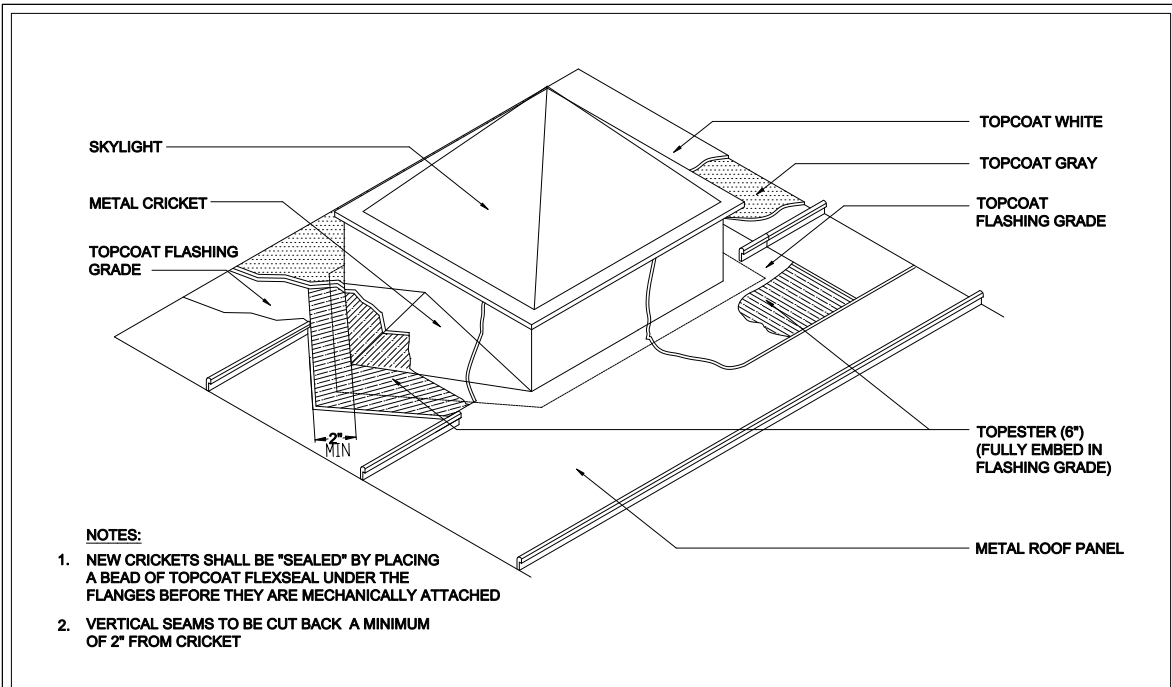 SKYLIGHT
METAL CRICKET
TOPCOAT FLASHING
GRADE
TOPCOAT WHITE
TOPCOAT GRAY
TOPCOAT
FLASHING GRADE
2"
MIN
TOPESTER (6")
(FULLY EMBED IN
FLASHING GRADE)
METAL ROOF PANEL
NOTES:
1. NEW CRICKETS SHALL BE "SEALED" BY PLACING
A BEAD OF TOPCOAT FLEXSEAL UNDER THE
FLANGES BEFORE THEY ARE MECHANICALLY ATTACHED
2. VERTICAL SEAMS TO BE CUT BACK A MINIMUM
OF 2" FROM CRICKET